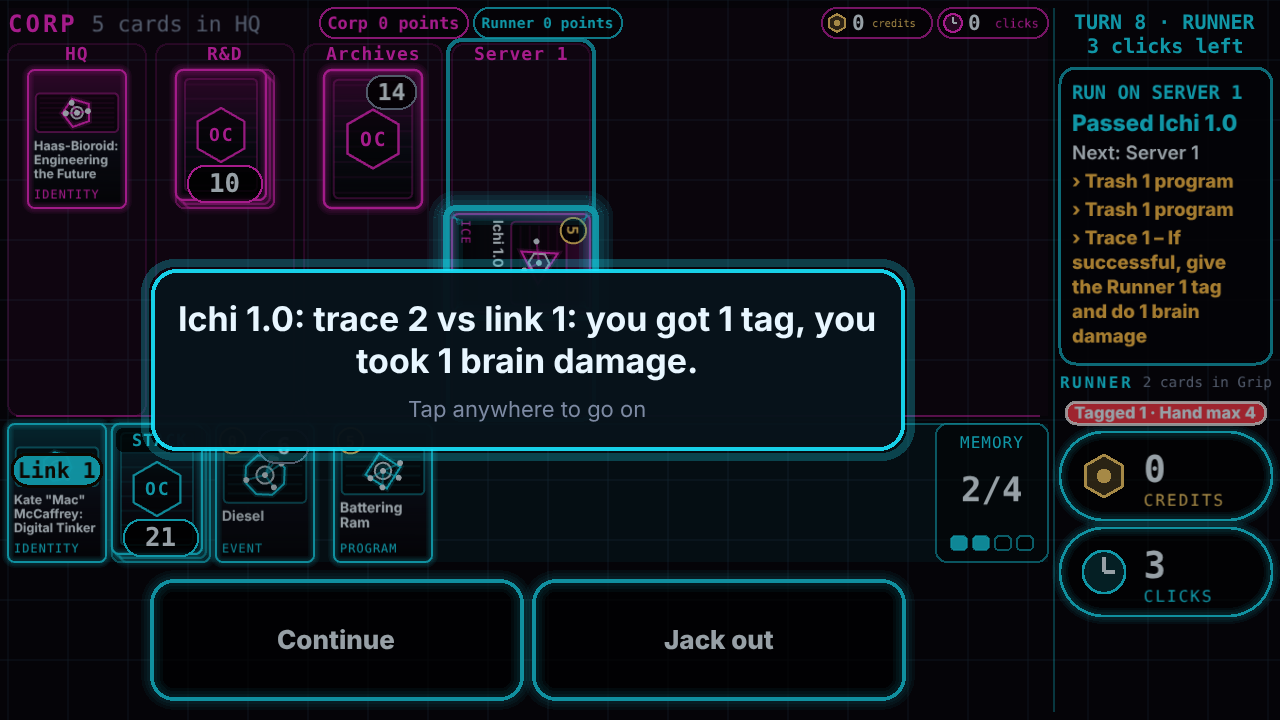 CORP 5 cards in HQ
Corp 0 points
Runner 0 points
0 credits
0 clicks
TURN 8 · RUNNER
3 clicks left
HQ
R&D
Archives
Server 1
Haas-Bioroid:
Engineering
the Future
IDENTITY
OC
10
14
OC
ICE
Ichi 1.0
5
RUN ON SERVER 1
Passed Ichi 1.0
Next: Server 1
› Trash 1 program
› Trash 1 program
› Trace 1 – If
successful, give
the Runner 1 tag
and do 1 brain
damage
Ichi 1.0: trace 2 vs link 1: you got 1 tag, you
took 1 brain damage.
Tap anywhere to go on
RUNNER 2 cards in Grip
Tagged 1 · Hand max 4
0
CREDITS
3
CLICKS
Link 1
Kate "Mac"
McCaffrey:
Digital Tinker
IDENTITY
OC
21
Diesel
EVENT
Battering
Ram
PROGRAM
MEMORY
2/4
Continue
Jack out